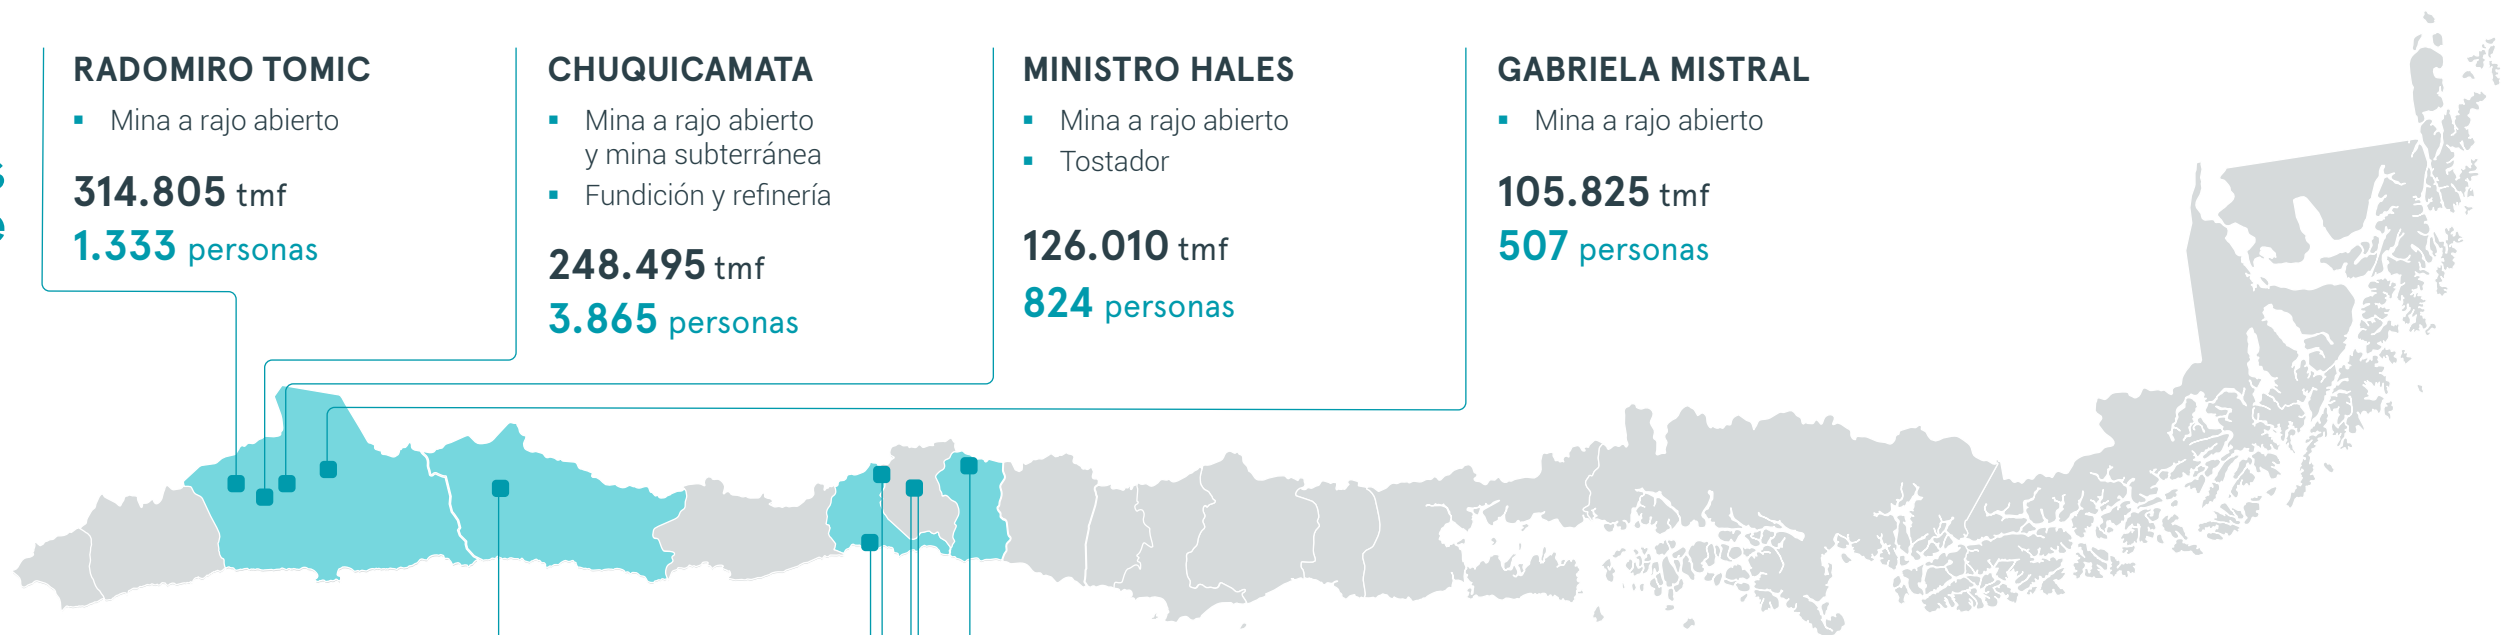 RADOMIRO TOMIC
Mina a rajo abierto
314.805 tmf
1.333 personas
CHUQUICAMATA
Mina a rajo abierto
y mina subterránea
Fundición y refinería
248.495 tmf
3.865 personas
MINISTRO HALES
Mina a rajo abierto
Tostador
126.010 tmf
824 personas
GABRIELA MISTRAL
Mina a rajo abierto
105.825 tmf
507 personas